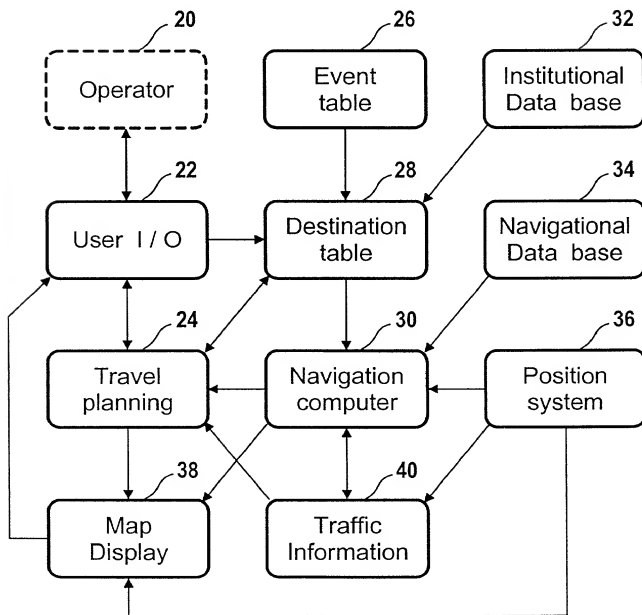 20
26
32
Operator
Event
table
Institutional
Data base
22
28
34
User I / O
Destination
table
Navigational
Data base
24
30
36
Travel
planning
Navigation
computer
Position
system
38
40
Map
Display
Traffic
Information